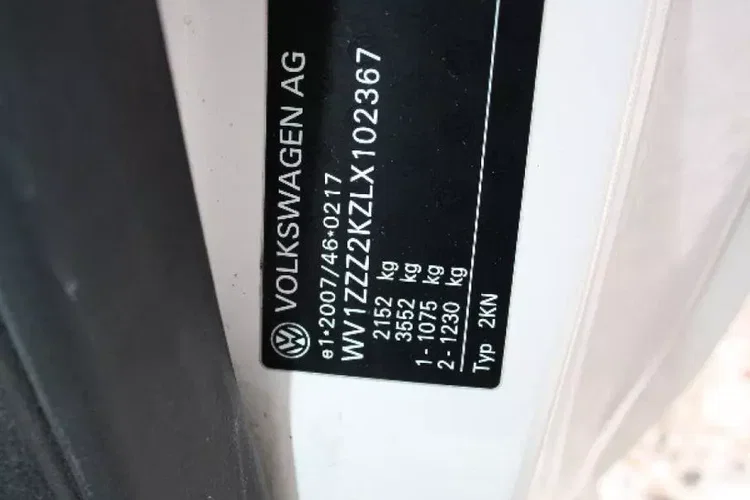 VOLKSWAGEN AG
e1*2007/46*0217
WV1ZZZ2KZLX102367
2152 kg
3552 kg
1 - 1075 kg
2 - 1230 kg
Typ 2KN